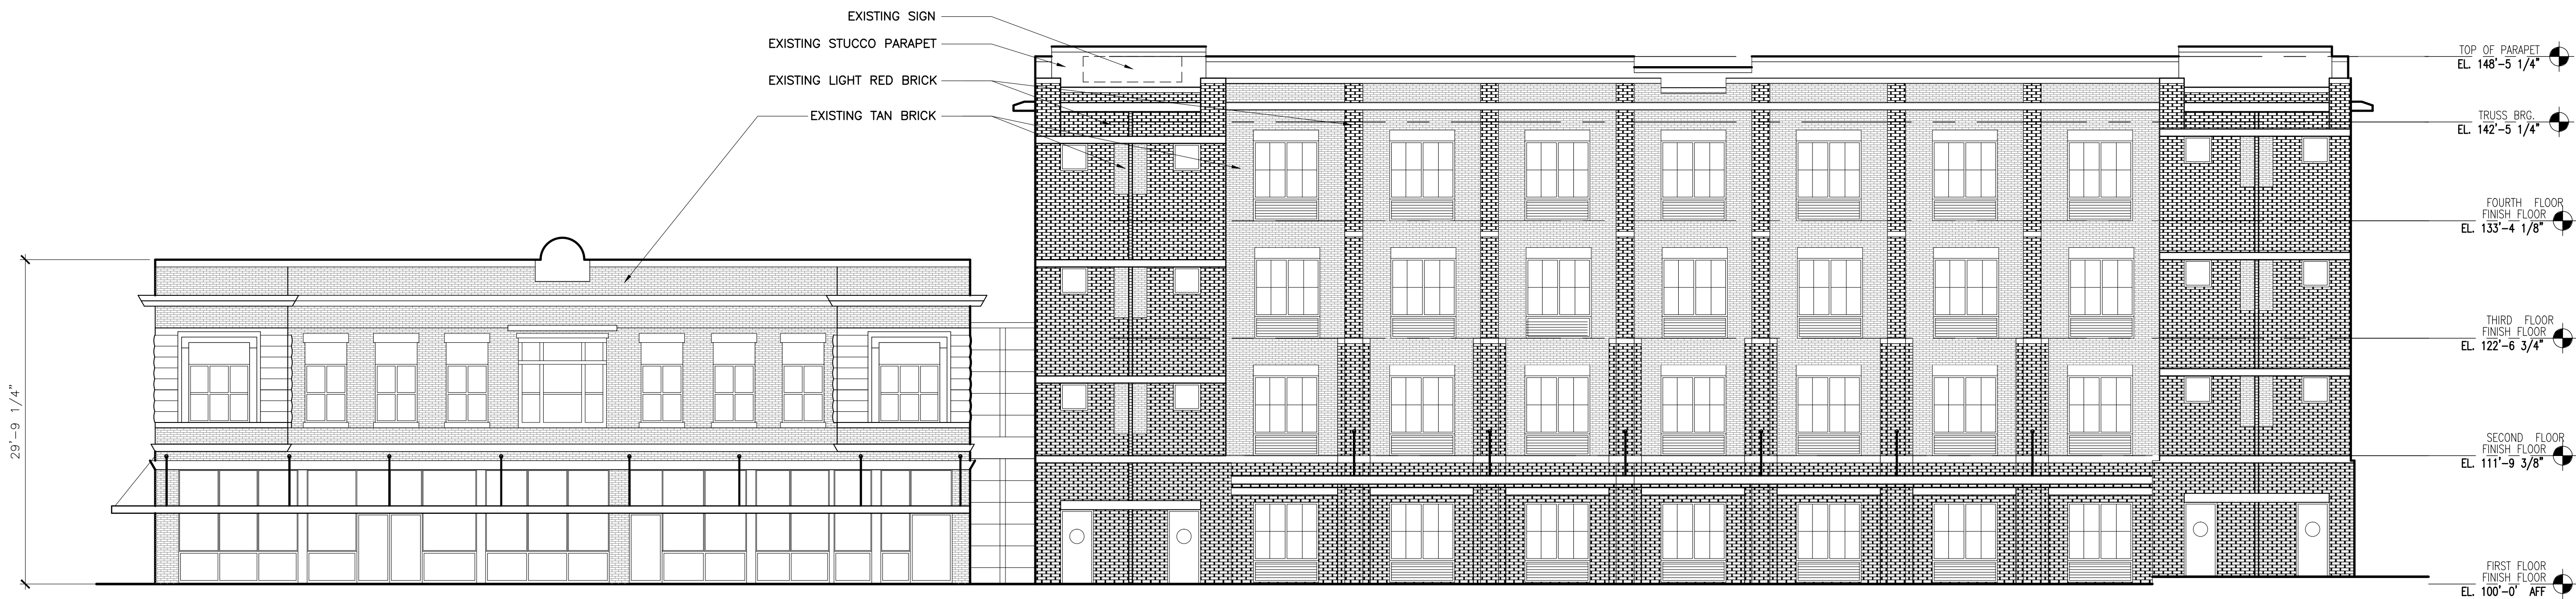 EXISTING SIGN
EXISTING STUCCO PARAPET
EXISTING LIGHT RED BRICK
EXISTING TAN BRICK
29'-9 1/4"
TOP OF PARAPET
EL. 148'-5 1/4"
TRUSS BRG.
EL. 142'-5 1/4"
FOURTH FLOOR
FINISH FLOOR
EL. 133'-4 1/8"
THIRD FLOOR
FINISH FLOOR
EL. 122'-6 3/4"
SECOND FLOOR
FINISH FLOOR
EL. 111'-9 3/8"
FIRST FLOOR
FINISH FLOOR
EL. 100'-0' AFF